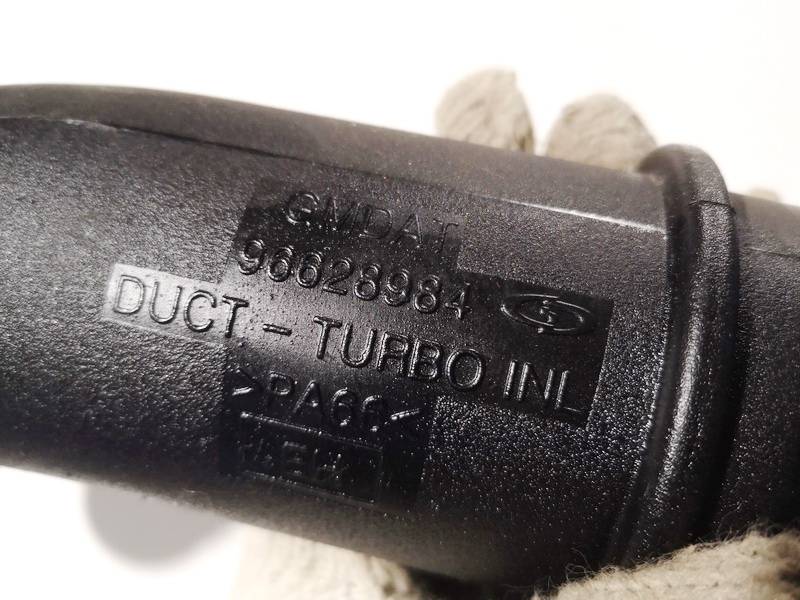 GMDAT
96628984
DUCT - TURBO INL
>PA66<